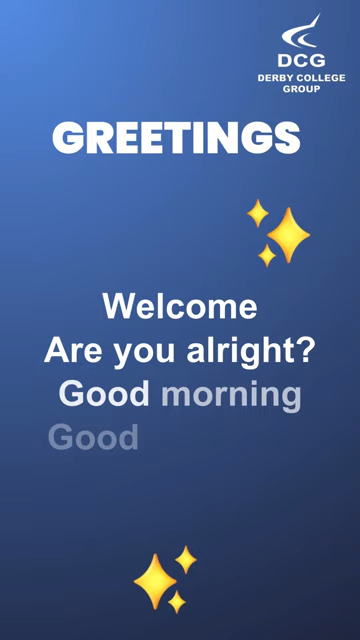 DCG
DERBY COLLEGE
GROUP
GREETINGS
Welcome
Are you alright?
Good morning
Good